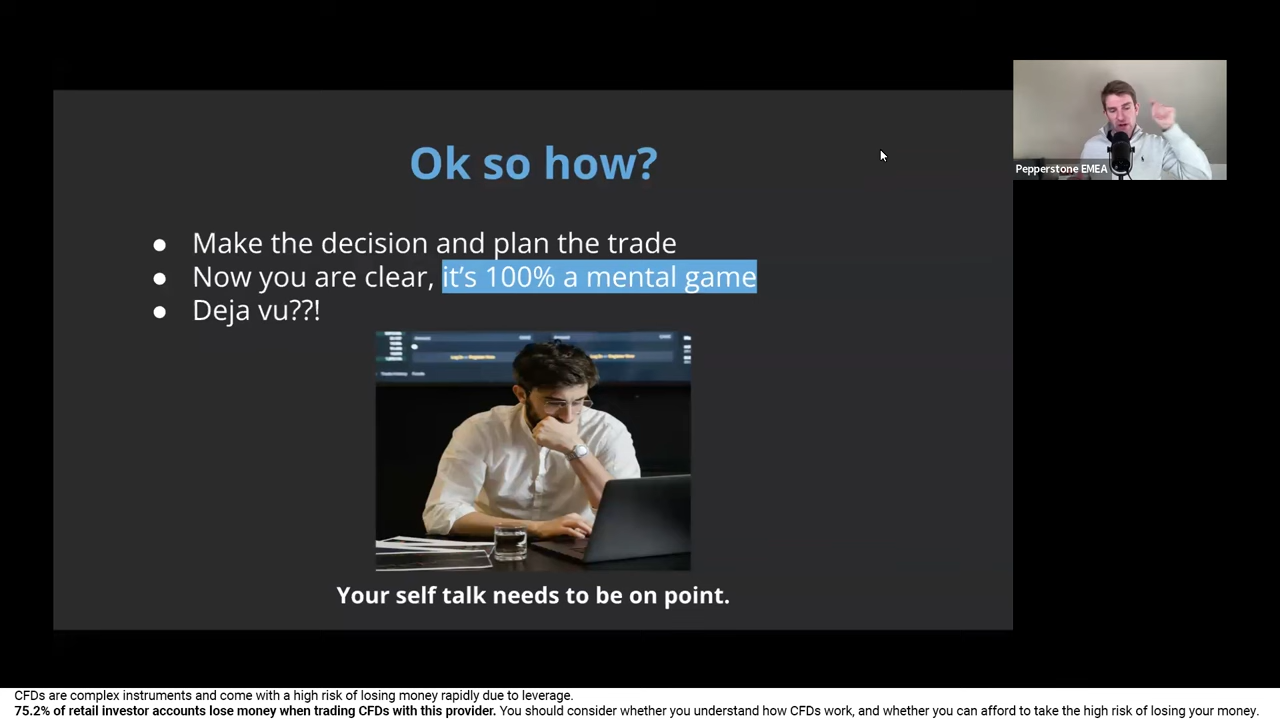 Ok so how?
● Make the decision and plan the trade
● Now you are clear, it’s 100% a mental game
● Deja vu??!
Your self talk needs to be on point.
Pepperstone EMEA
CFDs are complex instruments and come with a high risk of losing money rapidly due to leverage.
75.2% of retail investor accounts lose money when trading CFDs with this provider. You should consider whether you understand how CFDs work, and whether you can afford to take the high risk of losing your money.